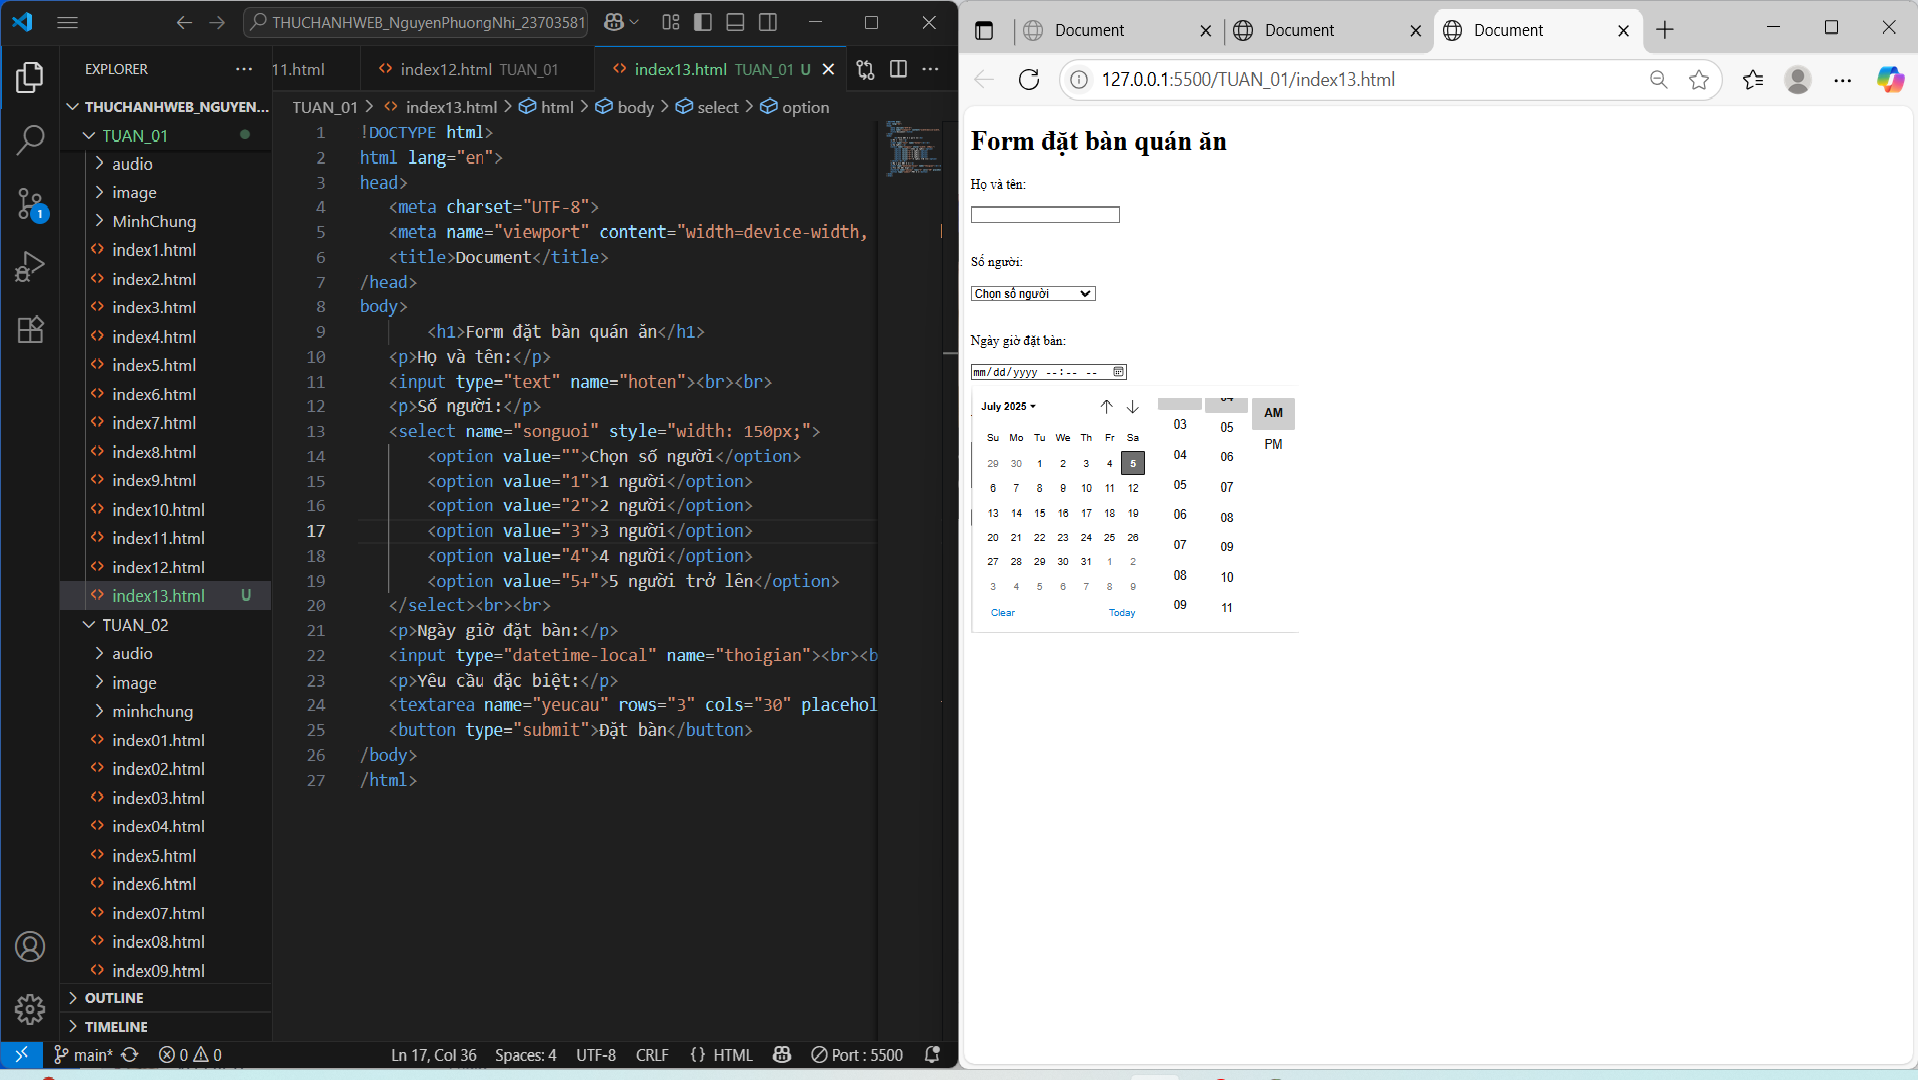 THUCHANHWEB_NguyenPhuongNhi_23703581
EXPLORER
11.html
index12.html TUAN_01
index13.html TUAN_01 U
THUCHANHWEB_NGUYEN...
TUAN_01
audio
image
MinhChung
index1.html
index2.html
index3.html
index4.html
index5.html
index6.html
index7.html
index8.html
index9.html
index10.html
index11.html
index12.html
index13.html U
TUAN_02
audio
image
minhchung
index01.html
index02.html
index03.html
index04.html
index5.html
index6.html
index07.html
index08.html
index09.html
OUTLINE
TIMELINE
TUAN_01 > index13.html > html > body > select > option
1 !DOCTYPE html>
2 html lang="en">
3 head>
4 <meta charset="UTF-8">
5 <meta name="viewport" content="width=device-width,
6 <title>Document</title>
7 /head>
8 body>
9 <h1>Form đặt bàn quán ăn</h1>
10 <p>Họ và tên:</p>
11 <input type="text" name="hoten"><br><br>
12 <p>Số người:</p>
13 <select name="songuoi" style="width: 150px;">
14 <option value="">Chọn số người</option>
15 <option value="1">1 người</option>
16 <option value="2">2 người</option>
17 <option value="3">3 người</option>
18 <option value="4">4 người</option>
19 <option value="5+">5 người trở lên</option>
20 </select><br><br>
21 <p>Ngày giờ đặt bàn:</p>
22 <input type="datetime-local" name="thoigian"><br><b
23 <p>Yêu cầu đặc biệt:</p>
24 <textarea name="yeucau" rows="3" cols="30" placehol
25 <button type="submit">Đặt bàn</button>
26 /body>
27 /html>
1
main* 0 0
Ln 17, Col 36 Spaces: 4 UTF-8 CRLF {} HTML Port : 5500
Document
Document
Document
127.0.0.1:5500/TUAN_01/index13.html
Form đặt bàn quán ăn
Họ và tên:
Số người:
Chọn số người
Ngày giờ đặt bàn:
mm/dd/yyyy --:-- --
July 2025
Su Mo Tu We Th Fr Sa
29 30 1 2 3 4 5
6 7 8 9 10 11 12
13 14 15 16 17 18 19
20 21 22 23 24 25 26
27 28 29 30 31 1 2
3 4 5 6 7 8 9
Clear Today
03
04
05
06
07
08
09
04
05
06
07
08
09
10
11
AM
PM